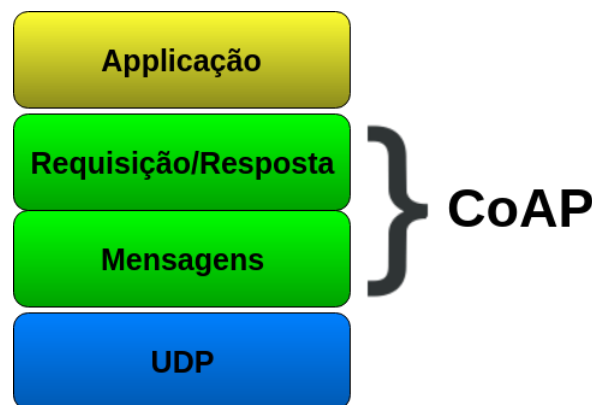 Applicação
Requisição/Resposta
CoAP
Mensagens
UDP